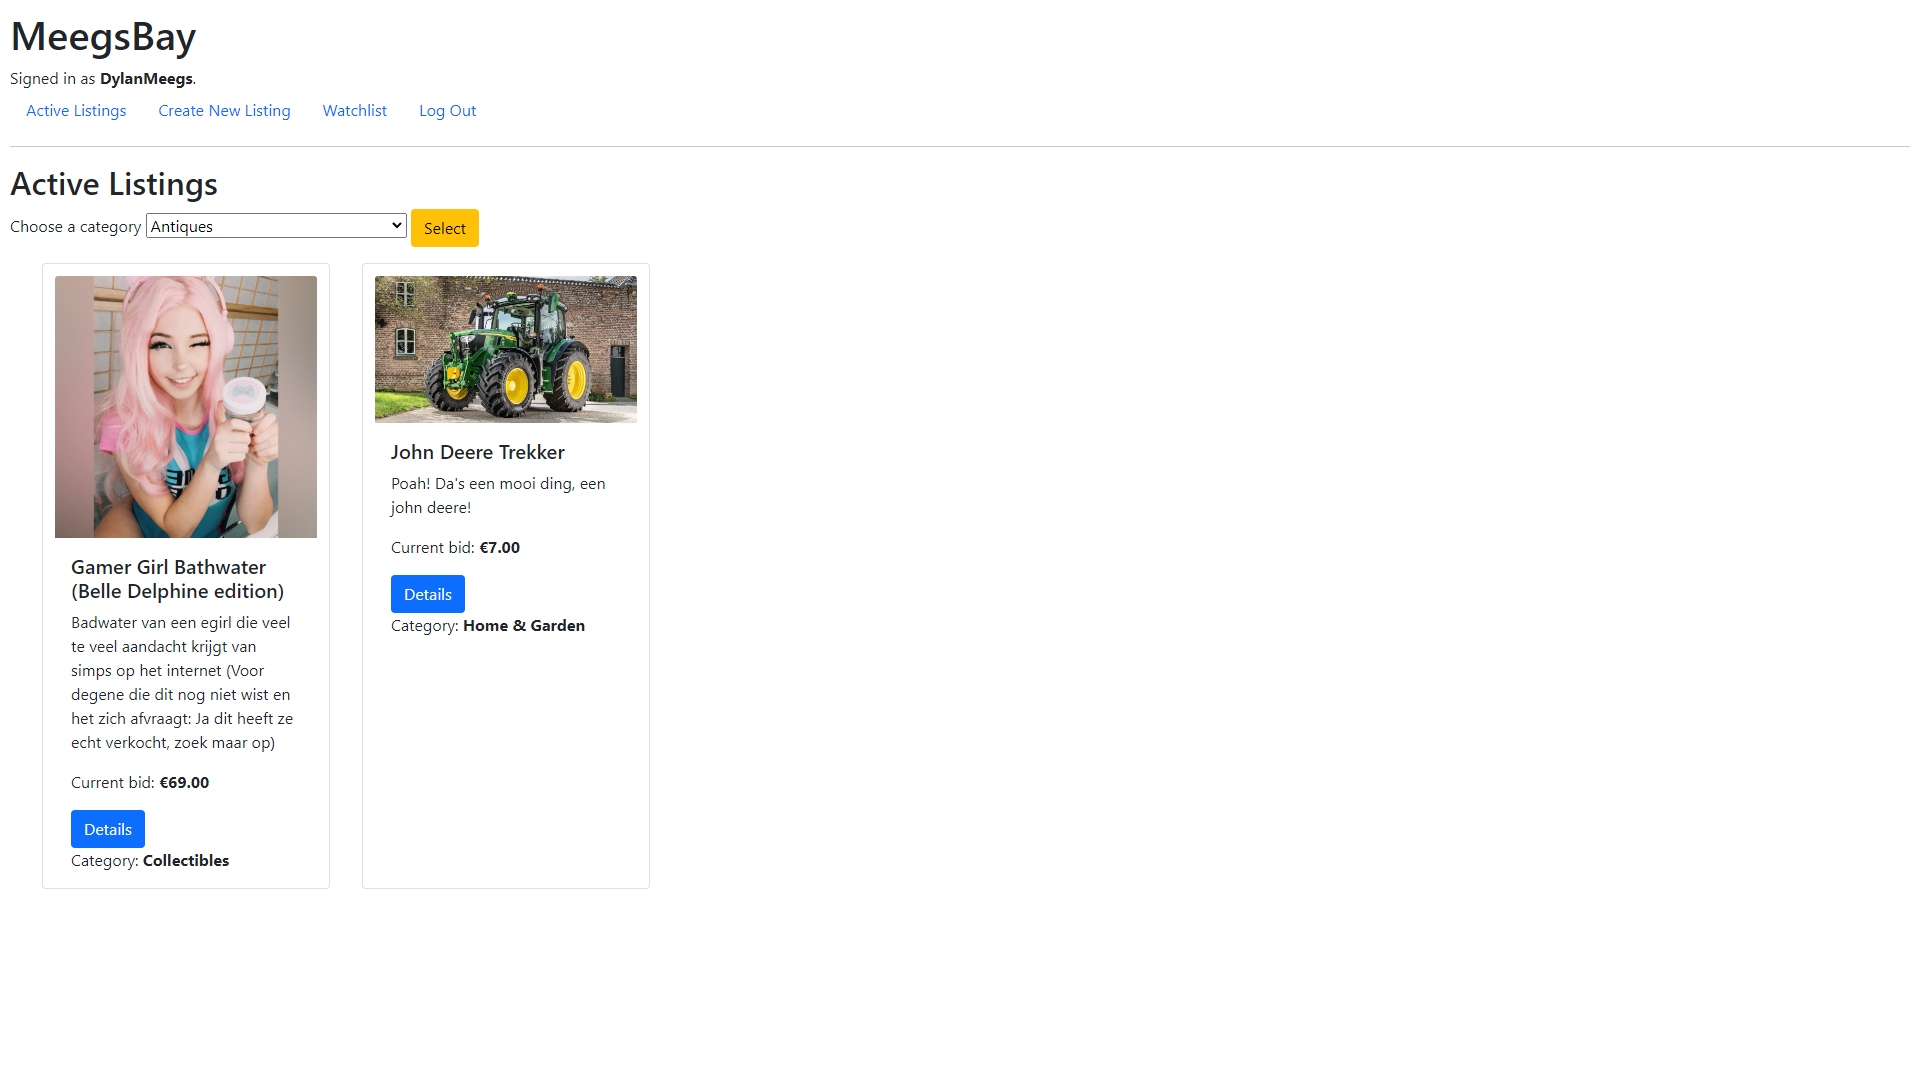 MeegsBay
Signed in as DylanMeegs.
Active Listings Create New Listing Watchlist Log Out
Active Listings
Choose a category Antiques Select
Gamer Girl Bathwater
(Belle Delphine edition)
Badwater van een egirl die veel
te veel aandacht krijgt van
simps op het internet (Voor
degene die dit nog niet wist en
het zich afvraagt: Ja dit heeft ze
echt verkocht, zoek maar op)
Current bid: €69.00
Details
Category: Collectibles
John Deere Trekker
Poah! Da's een mooi ding, een
john deere!
Current bid: €7.00
Details
Category: Home & Garden